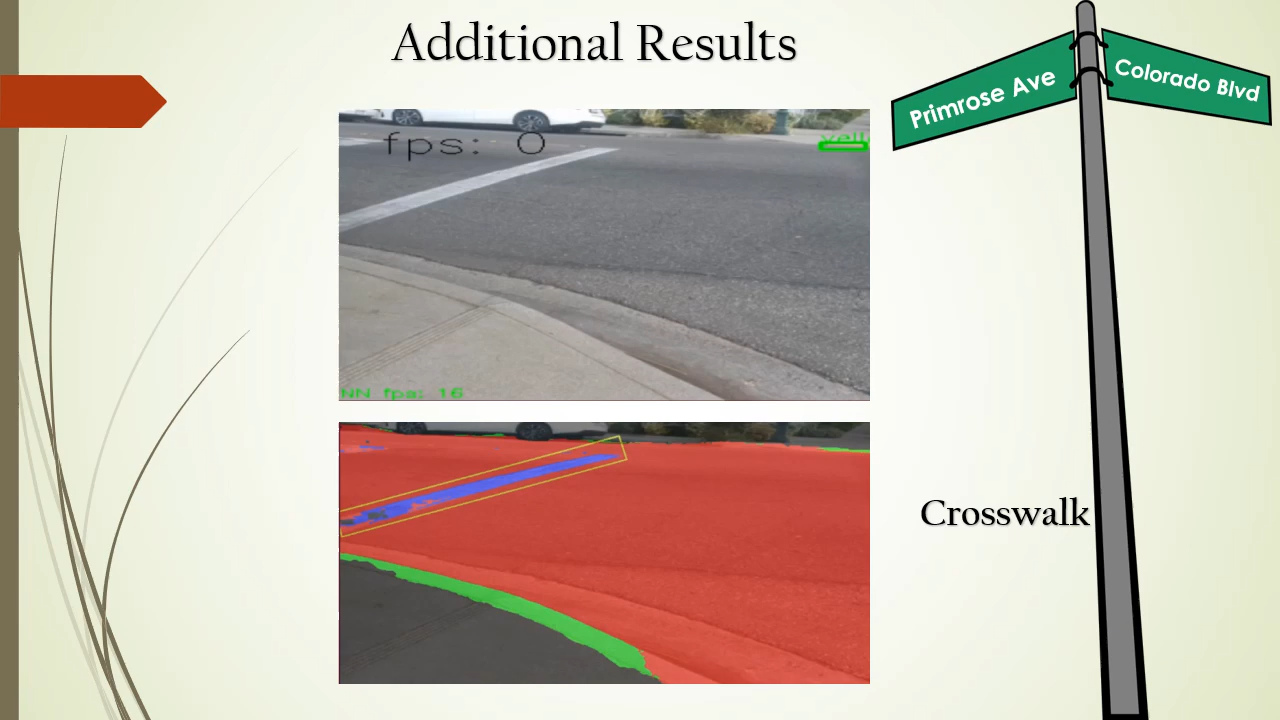 Additional Results
Primrose Ave
Colorado Blvd
fps: 0
NN fps: 16
Crosswalk